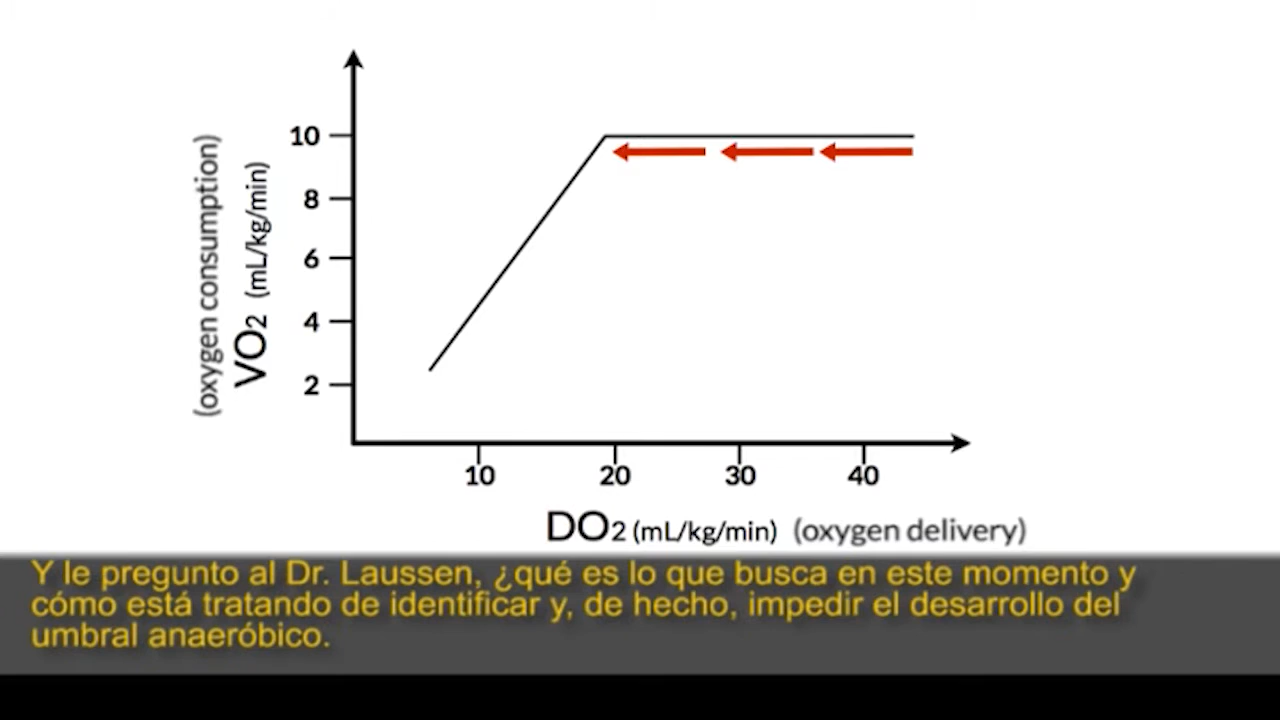 (oxygen consumption)
VO2 (mL/kg/min)
10
8
6
4
2
10 20 30 40
DO2 (mL/kg/min) (oxygen delivery)
Y le pregunto al Dr. Laussen, ¿qué es lo que busca en este momento y
cómo está tratando de identificar y, de hecho, impedir el desarrollo del
umbral anaeróbico.